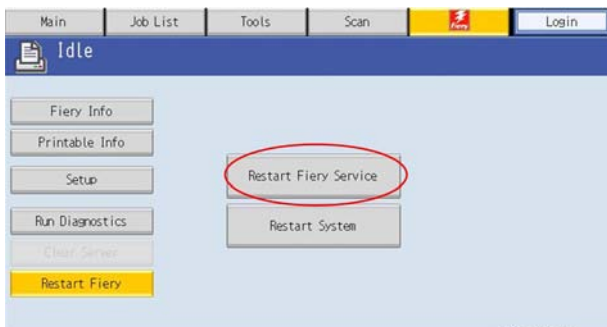 Main
Job List
Tools
Scan
Fiery
Login
Idle
Fiery Info
Printable Info
Setup
Run Diagnostics
Clear Server
Restart Fiery
Restart Fiery Service
Restart System